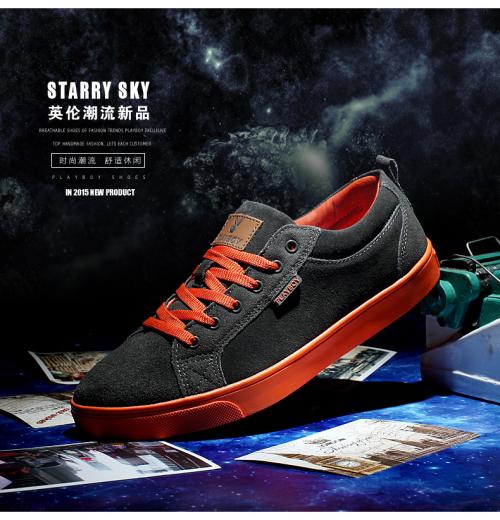 STARRY SKY
英伦潮流新品
BREATHABLE SHOES OF FASHION TRENDS PLAYBOY EXCLUSIVE
TOP HANDMADE FASHION, LETS EACH CUSTOMER
时尚潮流 舒适休闲
PLAYBOY SHOES
IN 2015 NEW PRODUCT
PLAYBOY